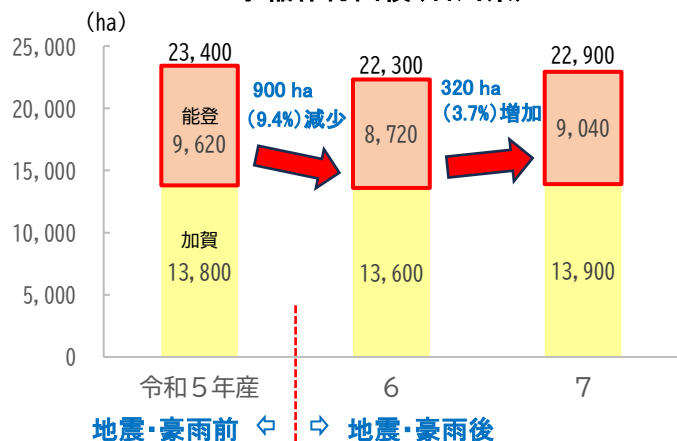 (ha)
25,000
20,000
15,000
10,000
5,000
0
23,400
能登
9,620
加賀
13,800
900 ha
(9.4%)減少
22,300
8,720
13,600
320 ha
(3.7%)増加
22,900
9,040
13,900
令和5年産
6
7
地震・豪雨前 ⇦
⇨ 地震・豪雨後